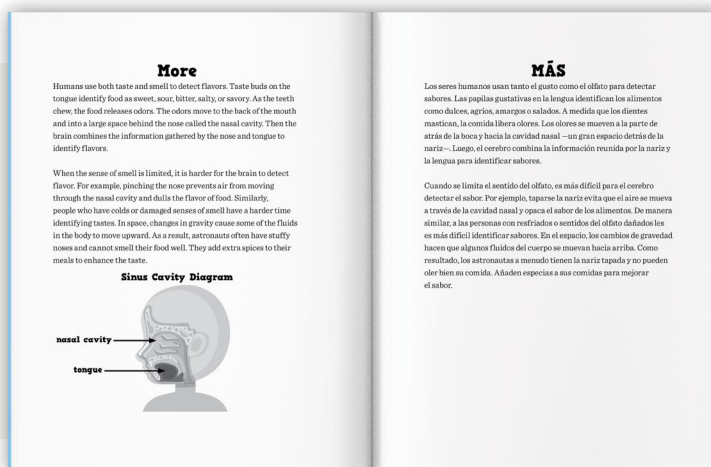 More
Humans use both taste and smell to detect flavors. Taste buds on the
tongue identify food as sweet, sour, bitter, salty, or savory. As the teeth
chew, the food releases odors. The odors move to the back of the mouth
and into a large space behind the nose called the nasal cavity. Then the
brain combines the information gathered by the nose and tongue to
identify flavors.
When the sense of smell is limited, it is harder for the brain to detect
flavor. For example, pinching the nose prevents air from moving
through the nasal cavity and dulls the flavor of food. Similarly,
people who have colds or damaged senses of smell have a harder time
identifying tastes. In space, changes in gravity cause some of the fluids
in the body to move upward. As a result, astronauts often have stuffy
noses and cannot smell their food well. They add extra spices to their
meals to enhance the taste.
Sinus Cavity Diagram
nasal cavity
tongue
MÁS
Los seres humanos usan tanto el gusto como el olfato para detectar
sabores. Las papilas gustativas en la lengua identifican los alimentos
como dulces, agrios, amargos o salados. A medida que los dientes
mastican, la comida libera olores. Los olores se mueven a la parte de
atrás de la boca y hacia la cavidad nasal —un gran espacio detrás de la
nariz—. Luego, el cerebro combina la información reunida por la nariz y
la lengua para identificar sabores.
Cuando se limita el sentido del olfato, es más difícil para el cerebro
detectar el sabor. Por ejemplo, taparse la nariz evita que el aire se mueva
a través de la cavidad nasal y opaca el sabor de los alimentos. De manera
similar, a las personas con resfriados o sentidos del olfato dañados les
es más difícil identificar sabores. En el espacio, los cambios de gravedad
hacen que algunos fluidos del cuerpo se muevan hacia arriba. Como
resultado, los astronautas a menudo tienen la nariz tapada y no pueden
oler bien su comida. Añaden especias a sus comidas para mejorar
el sabor.